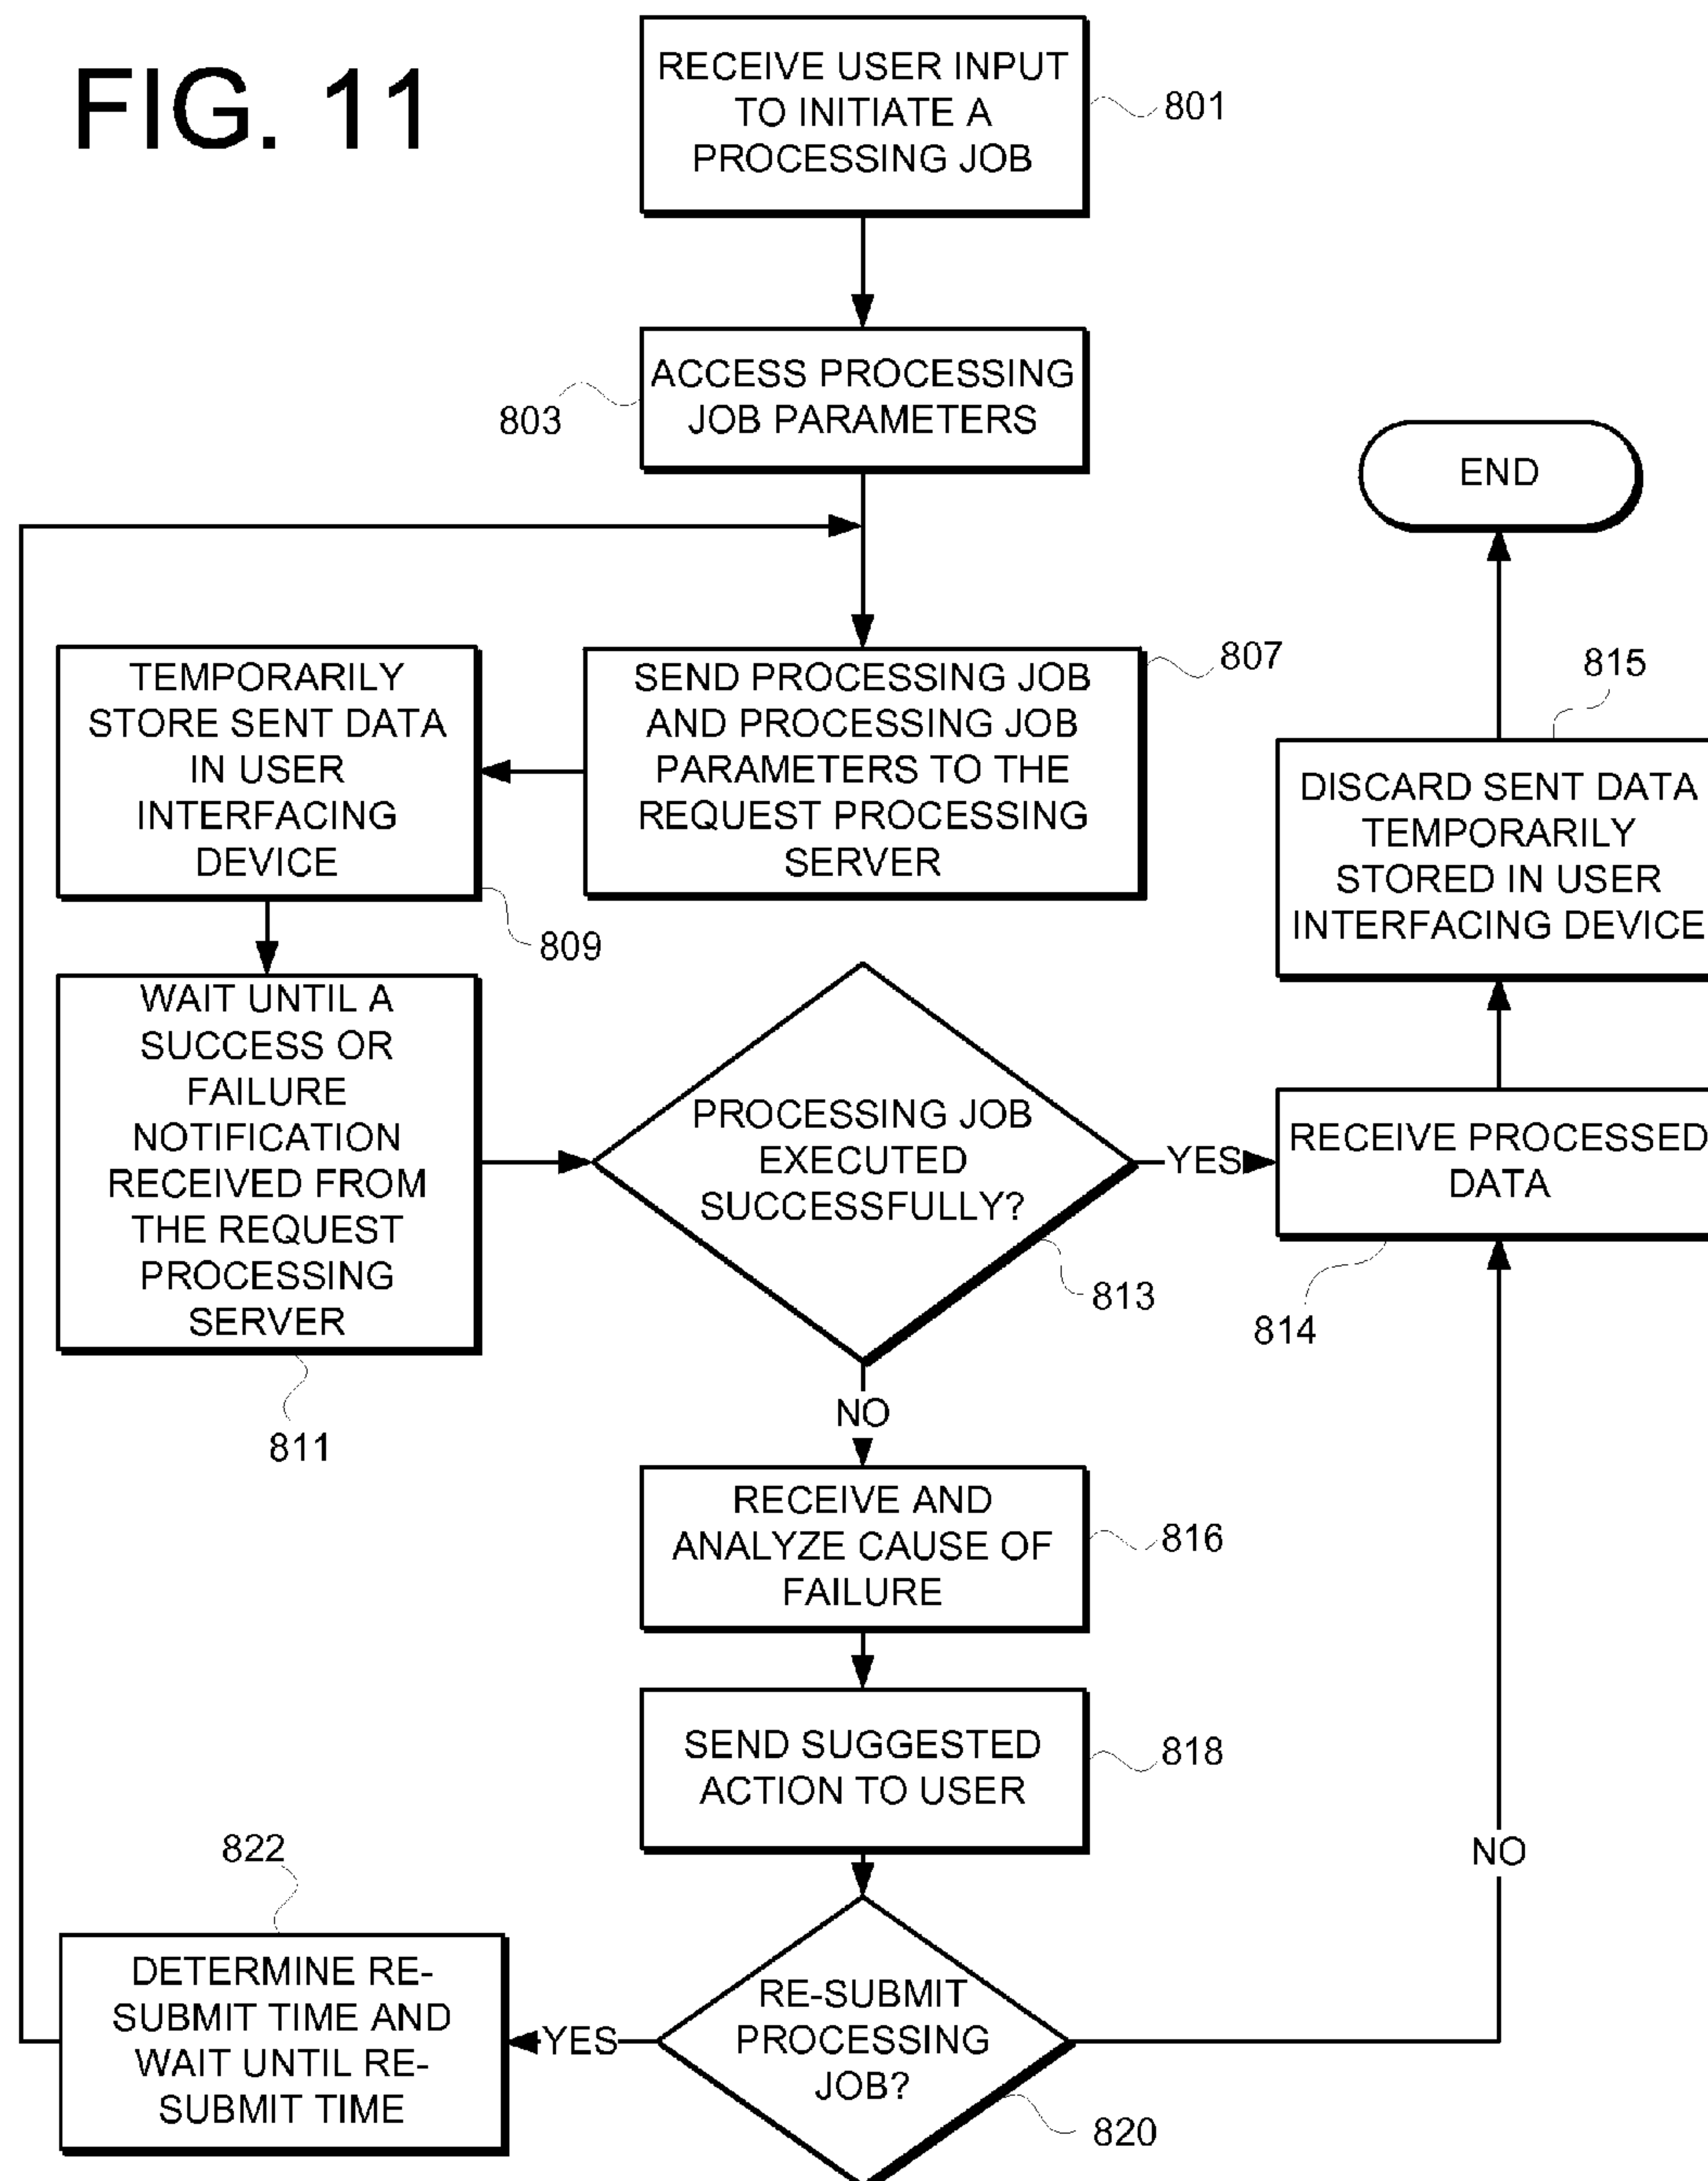 FIG. 11
RECEIVE USER INPUT
TO INITIATE A
PROCESSING JOB
801
ACCESS PROCESSING
JOB PARAMETERS
803
END
TEMPORARILY
STORE SENT DATA
IN USER
INTERFACING
DEVICE
809
SEND PROCESSING JOB
AND PROCESSING JOB
PARAMETERS TO THE
REQUEST PROCESSING
SERVER
807
815
DISCARD SENT DATA
TEMPORARILY
STORED IN USER
INTERFACING DEVICE
WAIT UNTIL A
SUCCESS OR
FAILURE
NOTIFICATION
RECEIVED FROM
THE REQUEST
PROCESSING
SERVER
811
PROCESSING JOB
EXECUTED
SUCCESSFULLY?
813
YES
RECEIVE PROCESSED
DATA
814
NO
RECEIVE AND
ANALYZE CAUSE OF
FAILURE
816
SEND SUGGESTED
ACTION TO USER
818
NO
822
DETERMINE RE-
SUBMIT TIME AND
WAIT UNTIL RE-
SUBMIT TIME
YES
RE-SUBMIT
PROCESSING
JOB?
820